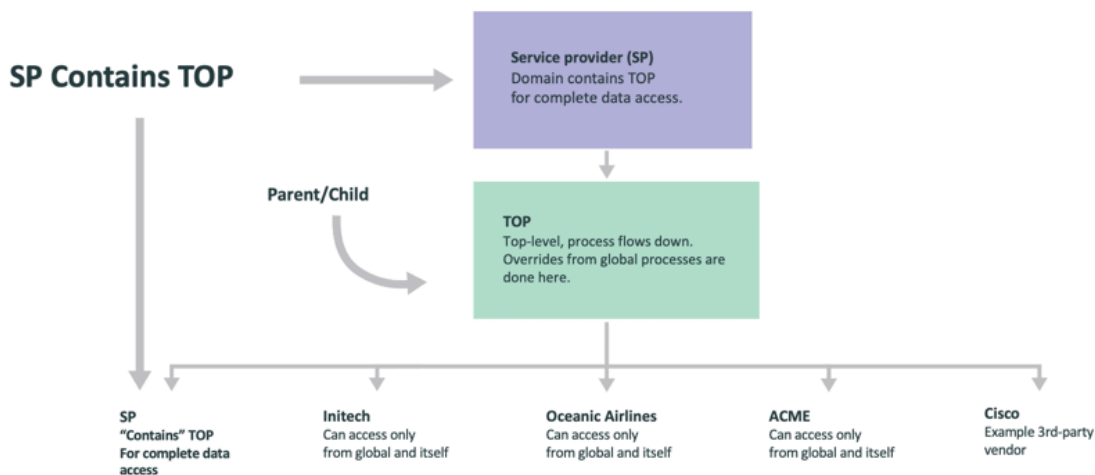 SP Contains TOP
Service provider (SP)
Domain contains TOP
for complete data access.
Parent/Child
TOP
Top-level, process flows down.
Overrides from global processes are
done here.
SP
“Contains” TOP
For complete data
access
Initech
Can access only
from global and itself
Oceanic Airlines
Can access only
from global and itself
ACME
Can access only
from global and itself
Cisco
Example 3rd-party
vendor